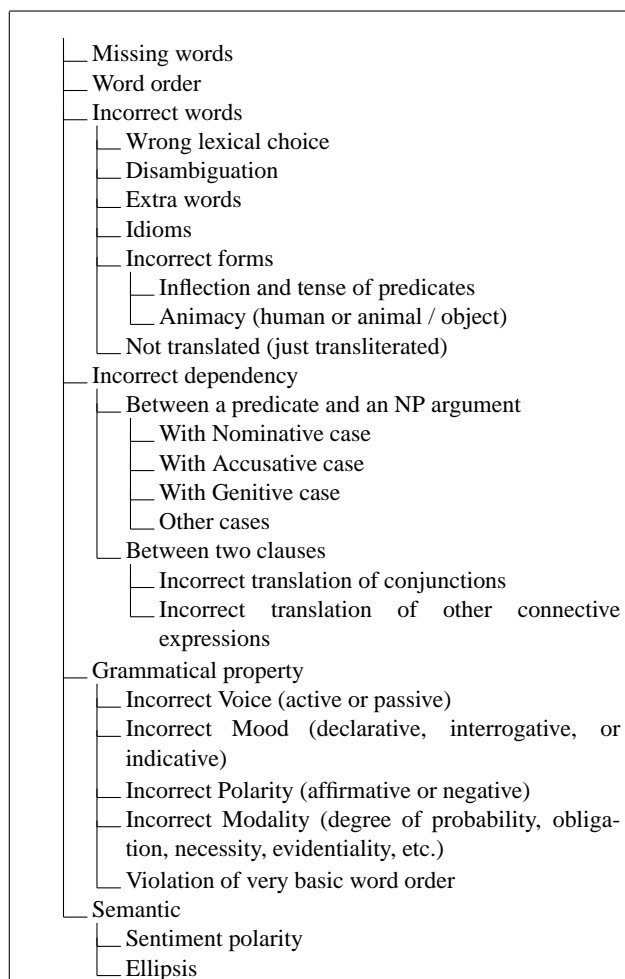 Missing words
Word order
Incorrect words
Wrong lexical choice
Disambiguation
Extra words
Idioms
Incorrect forms
Inflection and tense of predicates
Animacy (human or animal / object)
Not translated (just transliterated)
Incorrect dependency
Between a predicate and an NP argument
With Nominative case
With Accusative case
With Genitive case
Other cases
Between two clauses
Incorrect translation of conjunctions
Incorrect translation of other connective
expressions
Grammatical property
Incorrect Voice (active or passive)
Incorrect Mood (declarative, interrogative, or
indicative)
Incorrect Polarity (affirmative or negative)
Incorrect Modality (degree of probability, obliga-
tion, necessity, evidentiality, etc.)
Violation of very basic word order
Semantic
Sentiment polarity
Ellipsis